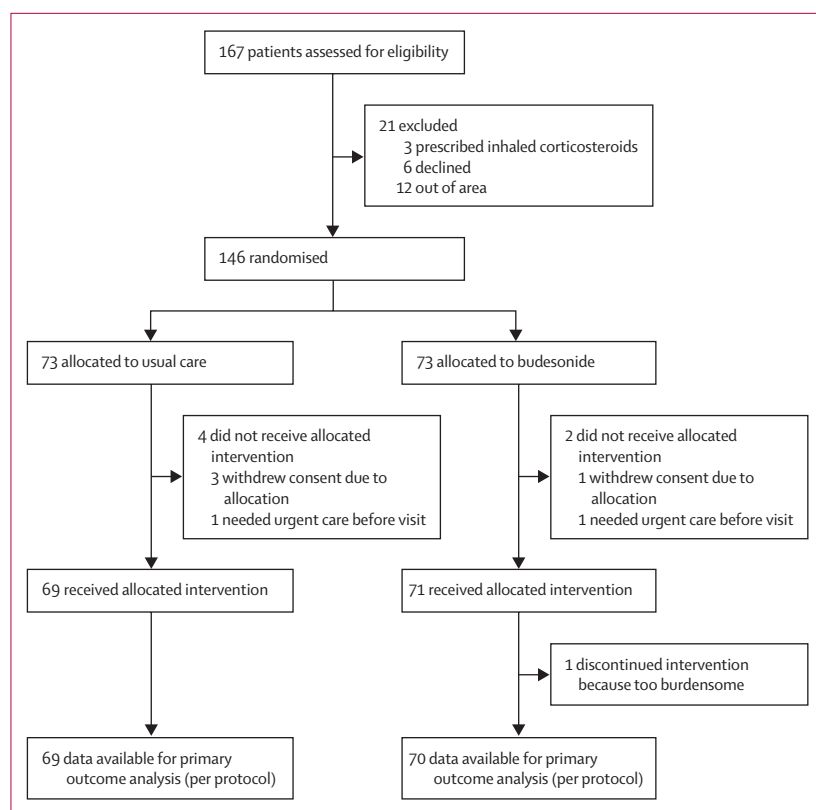 167 patients assessed for eligibility
21 excluded
3 prescribed inhaled corticosteroids
6 declined
12 out of area
146 randomised
73 allocated to usual care
73 allocated to budesonide
4 did not receive allocated
intervention
3 withdrew consent due to
allocation
1 needed urgent care before visit
2 did not receive allocated
intervention
1 withdrew consent due to
allocation
1 needed urgent care before visit
69 received allocated intervention
71 received allocated intervention
1 discontinued intervention
because too burdensome
69 data available for primary
outcome analysis (per protocol)
70 data available for primary
outcome analysis (per protocol)